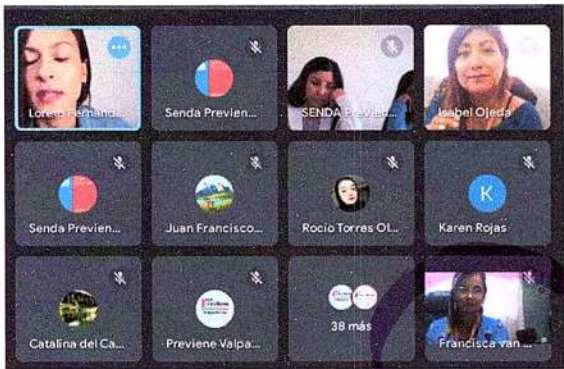 Loreto Fernand...
Senda Previen...
SENDA Previen...
Isabel Ojeda
Senda Previen...
Juan Francisco...
Rocío Torres Ol...
K
Karen Rojas
Catalina del Ca...
Previene Valpa...
38 más
Francisca van ...